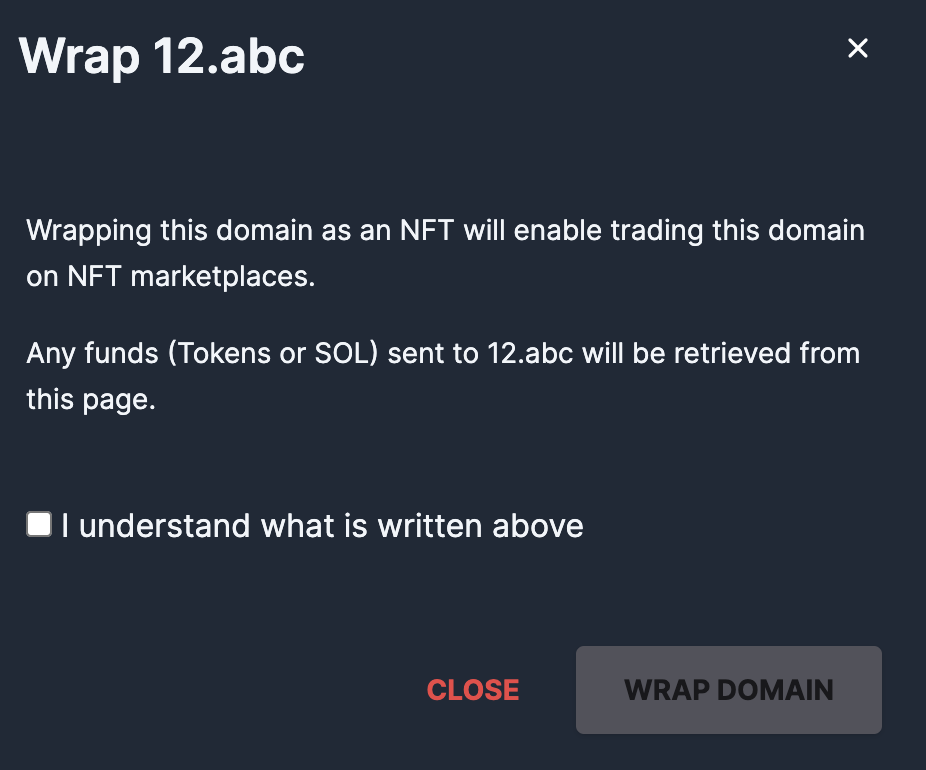 Wrap 12.abc
Wrapping this domain as an NFT will enable trading this domain
on NFT marketplaces.
Any funds (Tokens or SOL) sent to 12.abc will be retrieved from
this page.
I understand what is written above
CLOSE
WRAP DOMAIN